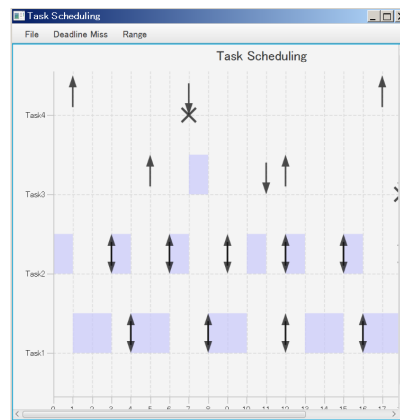 Task Scheduling
File Deadline Miss Range
Task Scheduling
Task4
Task3
Task2
Task1
0 1 2 3 4 5 6 7 8 9 10 11 12 13 14 15 16 17